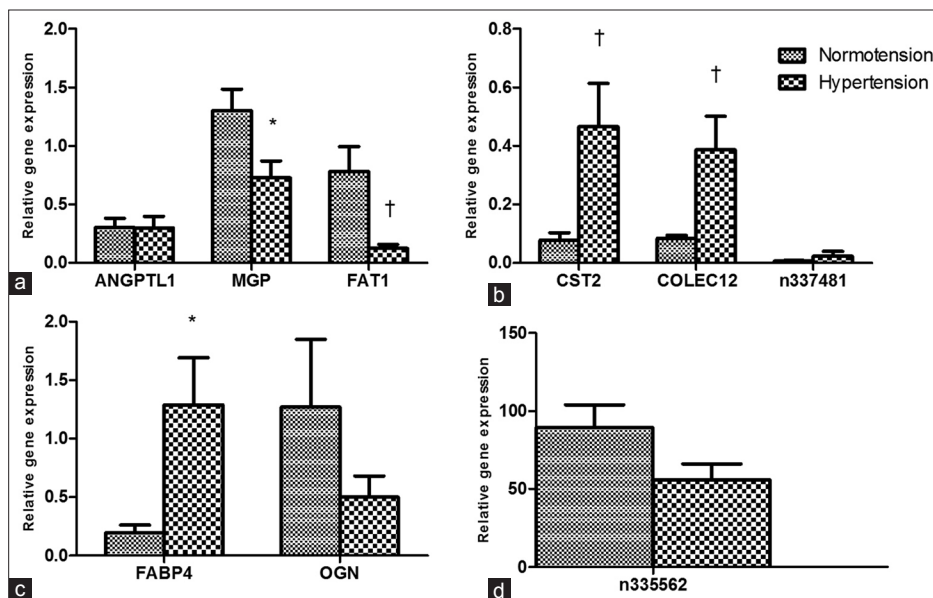 a
Relative gene expression
2.0
1.5
1.0
0.5
0.0
*
†
ANGPTL1 MGP FAT1
b
Relative gene expression
0.8
0.6
0.4
0.2
0.0
† †
Normotension
Hypertension
CST2 COLEC12 n337481
c
Relative gene expression
2.0
1.5
1.0
0.5
0.0
*
FABP4 OGN
d
Relative gene expression
150
100
50
0
n335562